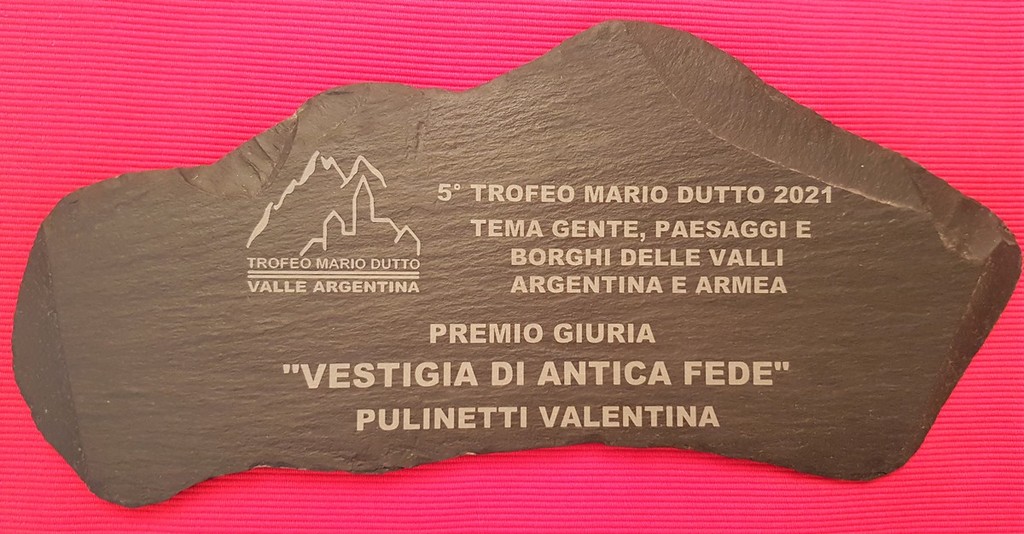 TROFEO MARIO DUTTO
VALLE ARGENTINA
5° TROFEO MARIO DUTTO 2021
TEMA GENTE, PAESAGGI E
BORGHI DELLE VALLI
ARGENTINA E ARMEA
PREMIO GIURIA
"VESTIGIA DI ANTICA FEDE"
PULINETTI VALENTINA